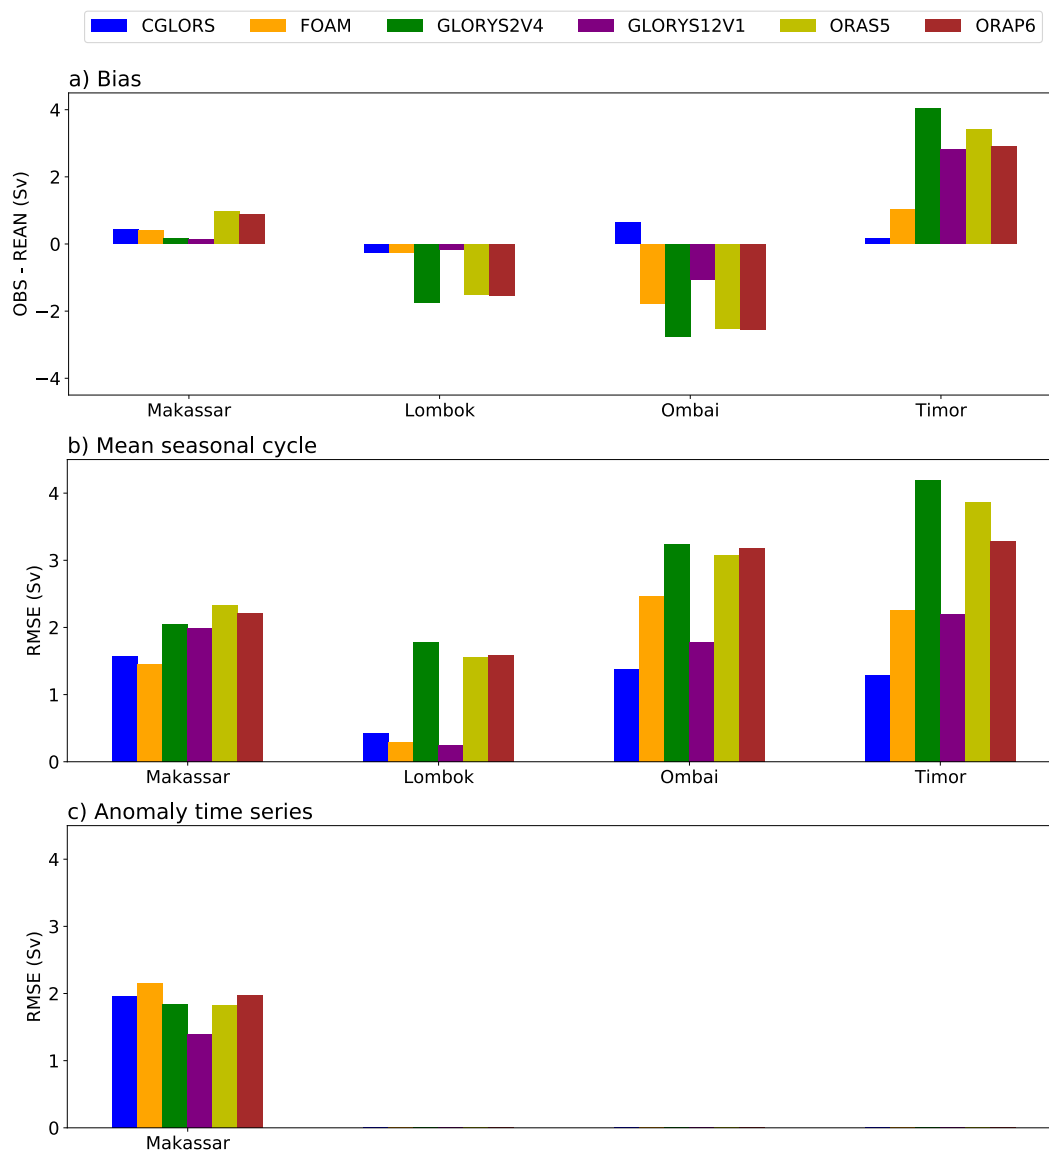 CGLORS FOAM GLORYS2V4 GLORYS12V1 ORAS5 ORAP6
a) Bias
4
2
0
−2
−4
OBS - REAN (Sv)
Makassar Lombok Ombai Timor
b) Mean seasonal cycle
4
3
2
1
0
RMSE (Sv)
Makassar Lombok Ombai Timor
c) Anomaly time series
4
3
2
1
0
RMSE (Sv)
Makassar